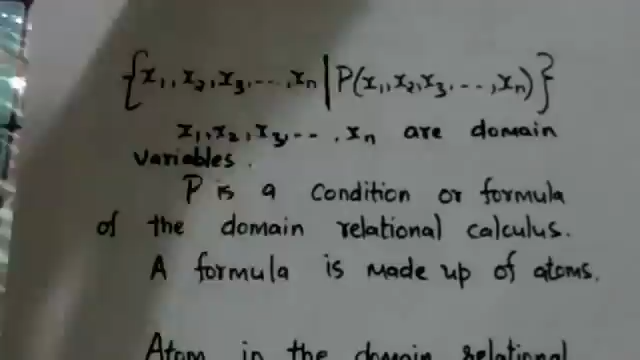 {x₁,x₂,x₃,---,xₙ|P(x₁,x₂,x₃,---,xₙ)}
x₁,x₂,x₃,--.,xₙ are domain
variables.
P is a condition or formula
of the domain relational calculus.
A formula is made up of atoms.
Atom in the domain relational